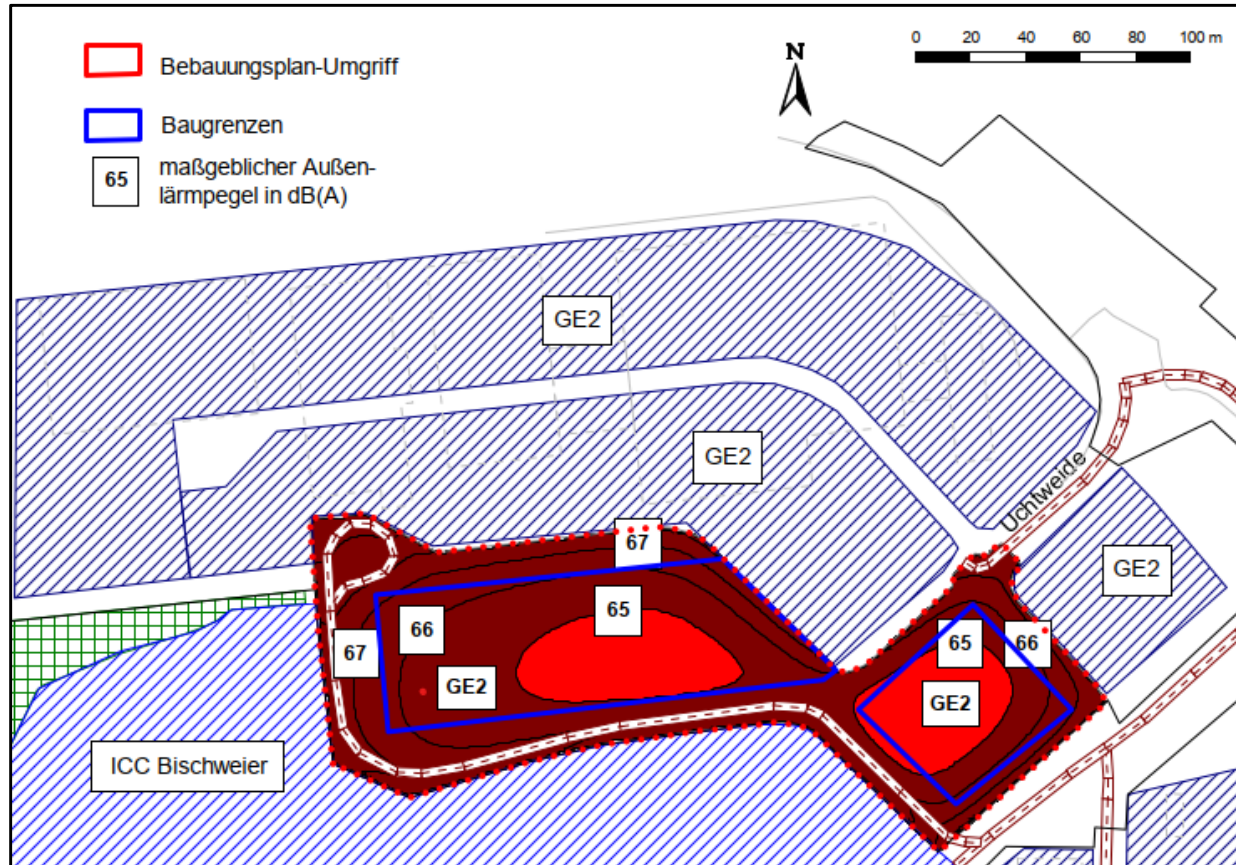 Bebauungsplan-Umgriff
Baugrenzen
65
maßgeblicher Außen-
lärmpegel in dB(A)
N
0 20 40 60 80 100 m
GE2
GE2
Uchtweide
GE2
67
65
66
67
GE2
65
66
GE2
ICC Bischweier